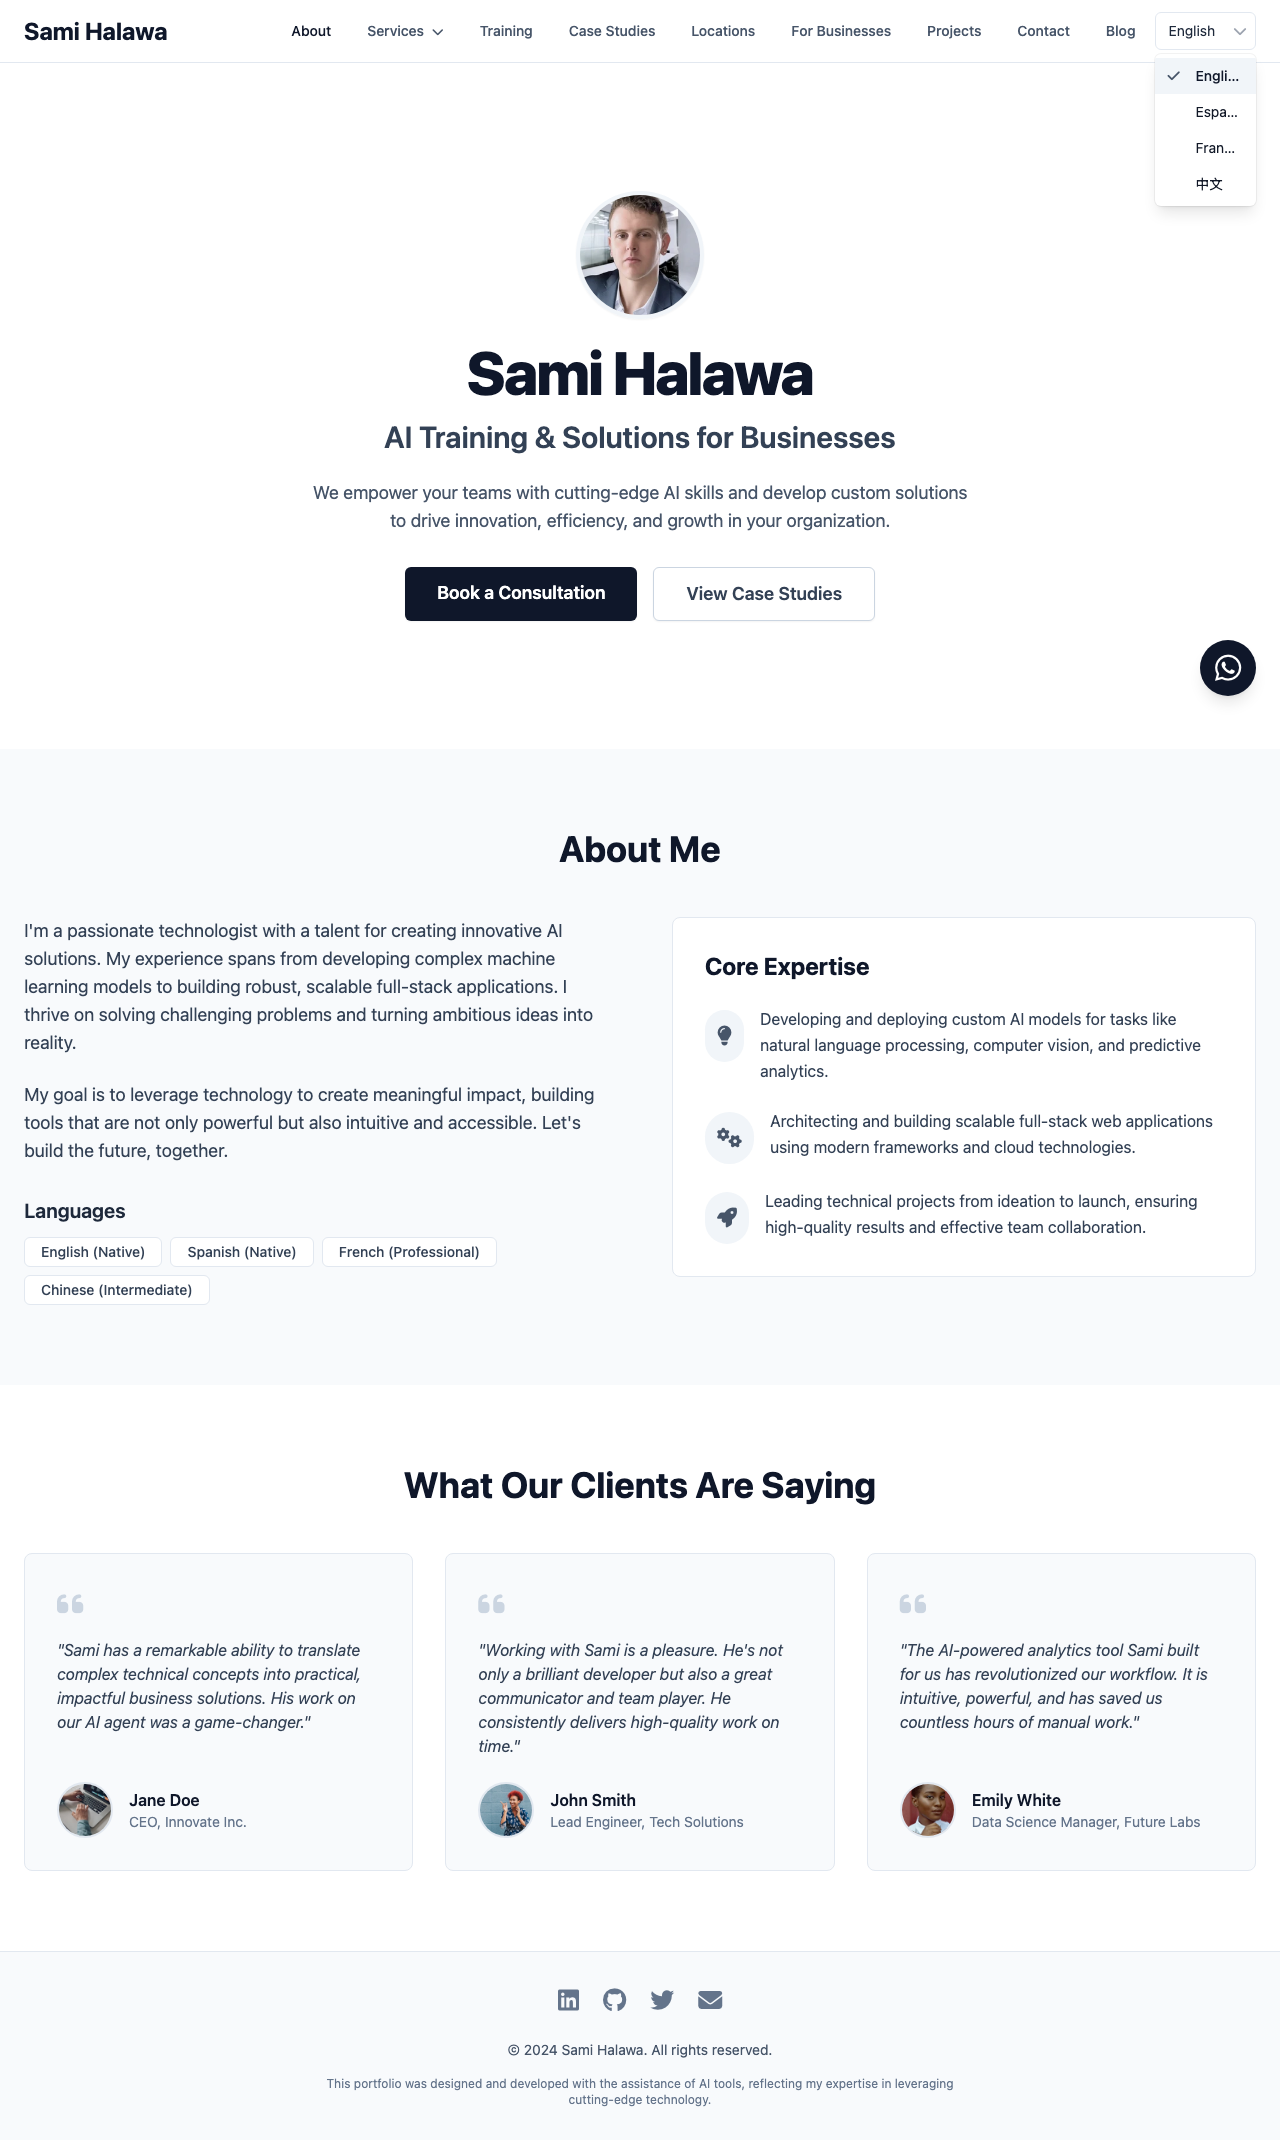 Sami Halawa
About
Services
Training
Case Studies
Locations
For Businesses
Projects
Contact
Blog
English
Engli...
Espa...
Fran...
中文
Sami Halawa
AI Training & Solutions for Businesses
We empower your teams with cutting-edge AI skills and develop custom solutions
to drive innovation, efficiency, and growth in your organization.
Book a Consultation
View Case Studies
About Me
I'm a passionate technologist with a talent for creating innovative AI
solutions. My experience spans from developing complex machine
learning models to building robust, scalable full-stack applications. I
thrive on solving challenging problems and turning ambitious ideas into
reality.
My goal is to leverage technology to create meaningful impact, building
tools that are not only powerful but also intuitive and accessible. Let's
build the future, together.
Languages
English (Native)
Spanish (Native)
French (Professional)
Chinese (Intermediate)
Core Expertise
Developing and deploying custom AI models for tasks like
natural language processing, computer vision, and predictive
analytics.
Architecting and building scalable full-stack web applications
using modern frameworks and cloud technologies.
Leading technical projects from ideation to launch, ensuring
high-quality results and effective team collaboration.
What Our Clients Are Saying
"Sami has a remarkable ability to translate
complex technical concepts into practical,
impactful business solutions. His work on
our AI agent was a game-changer."
Jane Doe
CEO, Innovate Inc.
"Working with Sami is a pleasure. He's not
only a brilliant developer but also a great
communicator and team player. He
consistently delivers high-quality work on
time."
John Smith
Lead Engineer, Tech Solutions
"The AI-powered analytics tool Sami built
for us has revolutionized our workflow. It is
intuitive, powerful, and has saved us
countless hours of manual work."
Emily White
Data Science Manager, Future Labs
© 2024 Sami Halawa. All rights reserved.
This portfolio was designed and developed with the assistance of AI tools, reflecting my expertise in leveraging
cutting-edge technology.